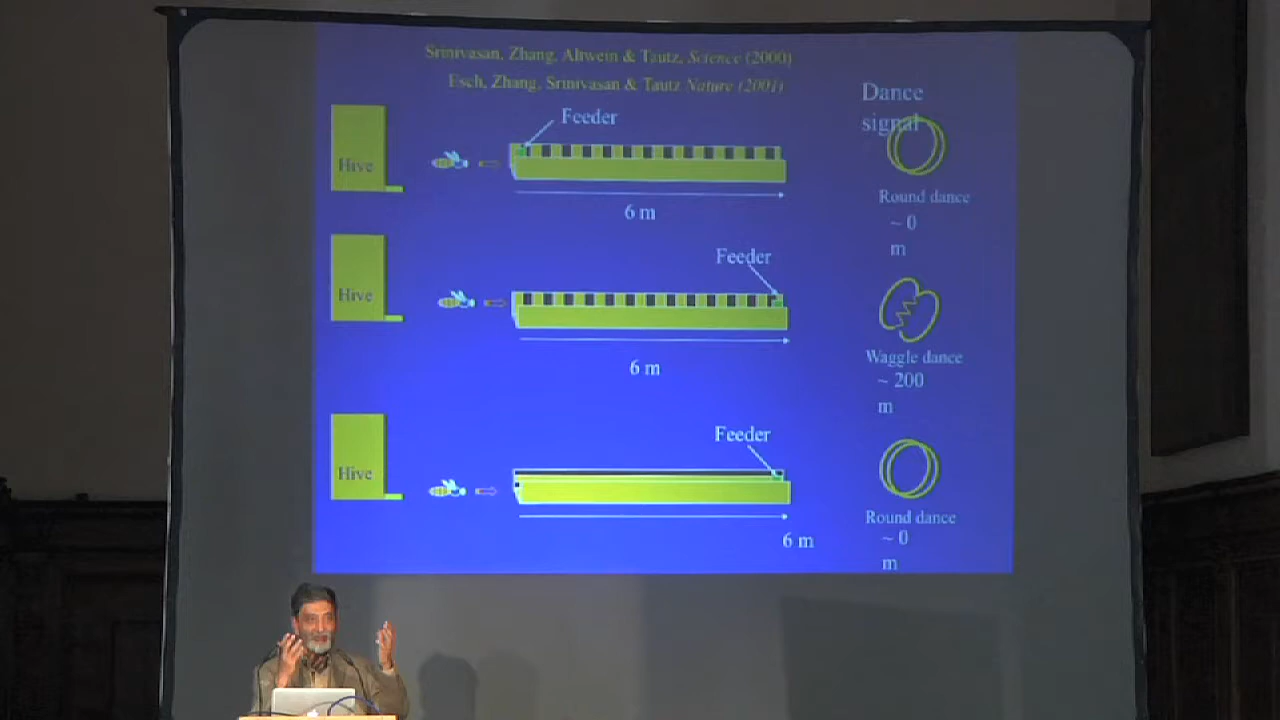 Srinivasan, Zhang, Altwein & Tautz, Science (2000)
Esch, Zhang, Srinivasan & Tautz Nature (2001)
Dance
signal
Feeder
Hive
6 m
Round dance
~ 0
m
Feeder
Hive
6 m
Waggle dance
~ 200
m
Feeder
Hive
6 m
Round dance
~ 0
m